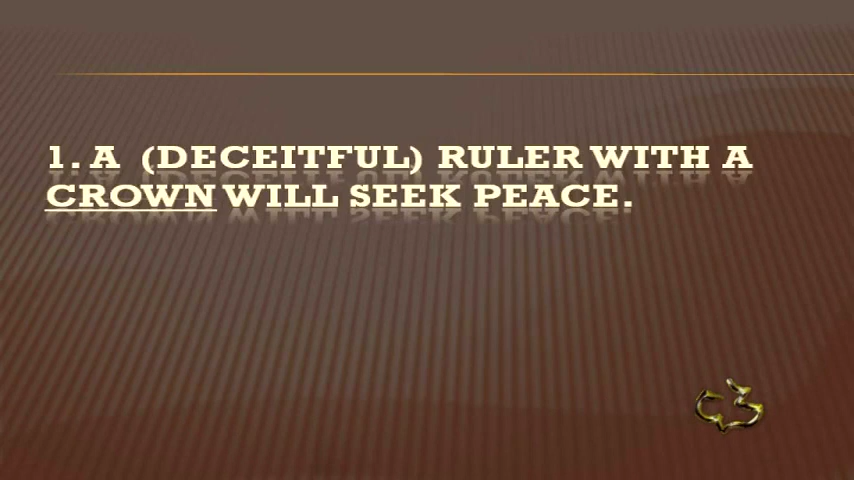 1. A (DECEITFUL) RULER WITH A
CROWN WILL SEEK PEACE.